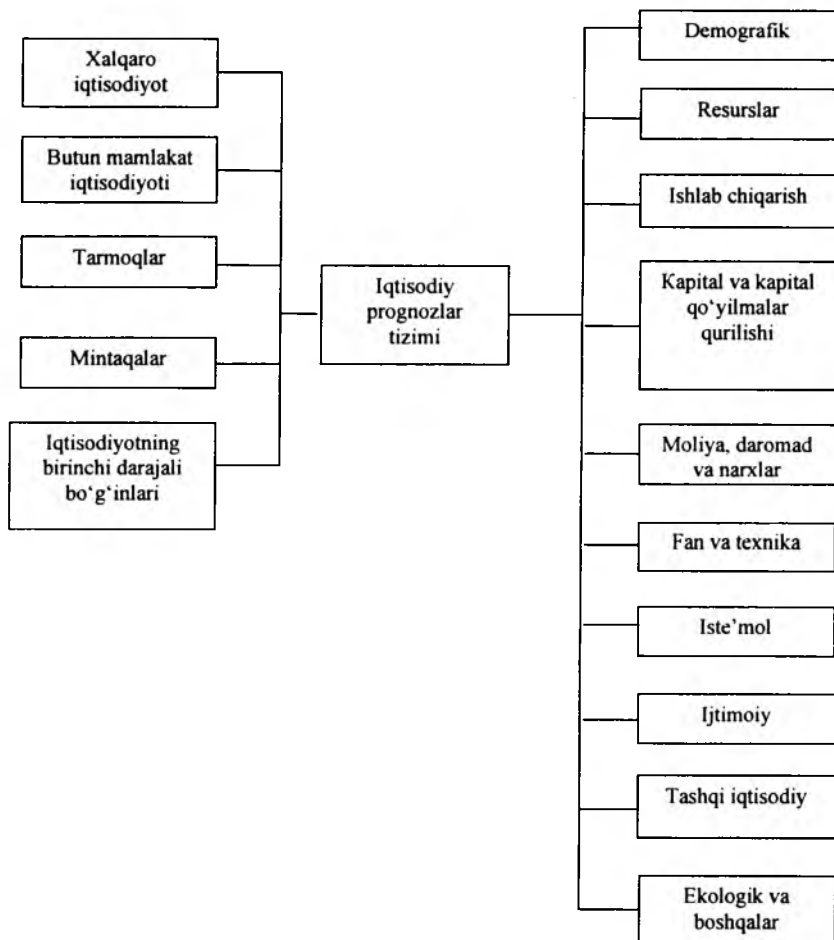 Xalqaro
iqtisodiyot
Butun mamlakat
iqtisodiyoti
Tarmoqlar
Mintaqalar
Iqtisodiyotning
birinchi darajali
bo‘g‘inlari
Iqtisodiy
prognozlar
tizimi
Demografik
Resurslar
Ishlab chiqarish
Kapital va kapital
qo‘yilmalar
qurilishi
Moliya, daromad
va narxlar
Fan va texnika
Iste’mol
Ijtimoiy
Tashqi iqtisodiy
Ekologik va
boshqalar